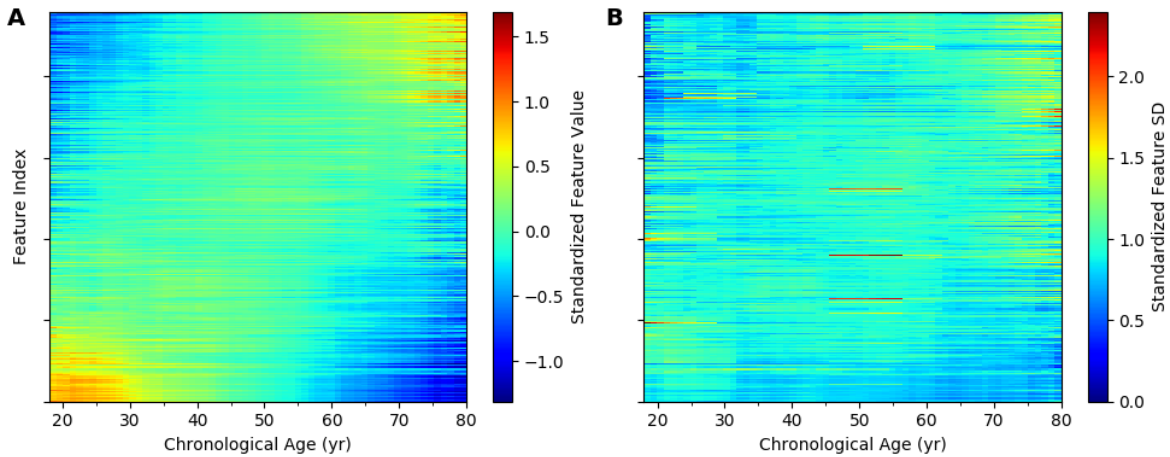 A
Feature Index
20 30 40 50 60 70 80
Chronological Age (yr)
1.5
1.0
0.5
0.0
−0.5
−1.0
Standardized Feature Value
B
20 30 40 50 60 70 80
Chronological Age (yr)
2.0
1.5
1.0
0.5
0.0
Standardized Feature SD